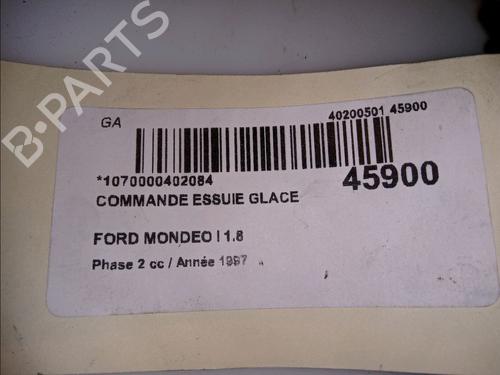 GA
40200501 45900
*1070000402084
45900
COMMANDE ESSUIE GLACE
FORD MONDEO I 1.8
Phase 2 cc / Année 1997
B-PARTS